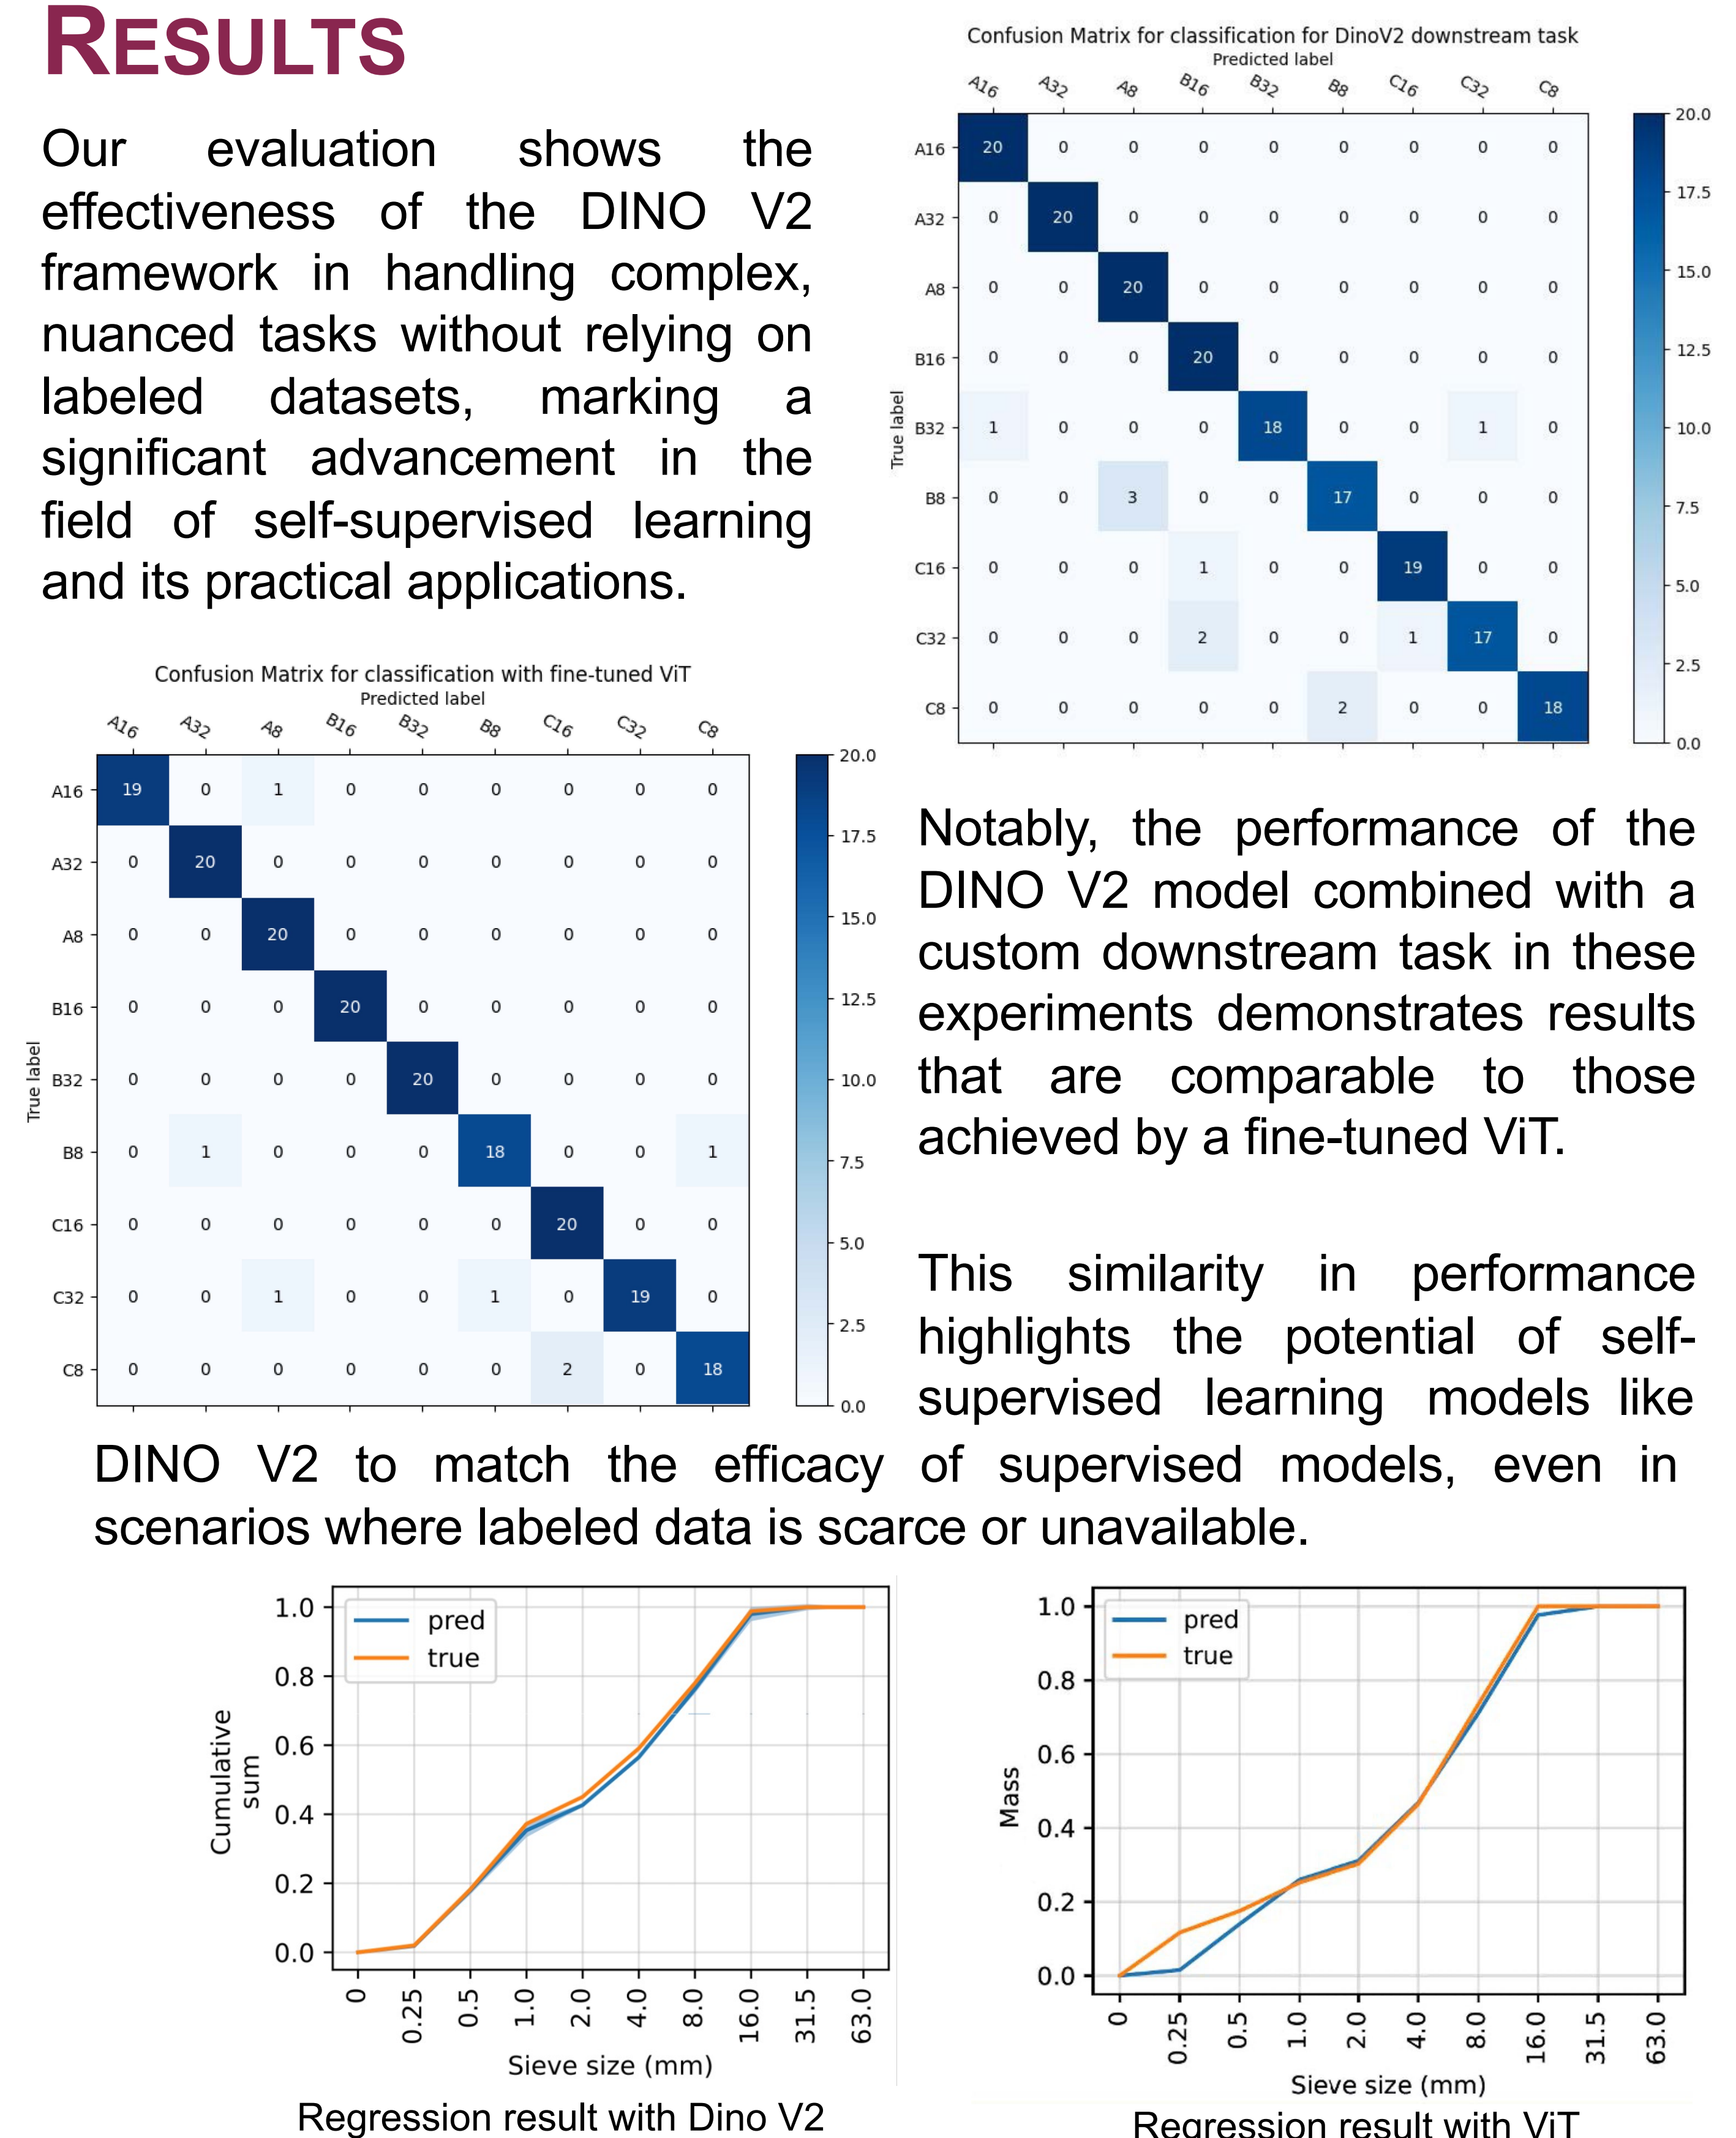 RESULTS
Our evaluation shows the
effectiveness of the DINO V2
framework in handling complex,
nuanced tasks without relying on
labeled datasets, marking a
significant advancement in the
field of self-supervised learning
and its practical applications.
Confusion Matrix for classification for DinoV2 downstream task
Predicted label
A16 A32 A8 B16 B32 B8 C16 C32 C8
True label
A16 20 0 0 0 0 0 0 0 0
A32 0 20 0 0 0 0 0 0 0
A8 0 0 20 0 0 0 0 0 0
B16 0 0 0 20 0 0 0 0 0
B32 1 0 0 0 18 0 0 1 0
B8 0 0 3 0 0 17 0 0 0
C16 0 0 0 1 0 0 19 0 0
C32 0 0 0 2 0 0 1 17 0
C8 0 0 0 0 0 2 0 0 18
20.0
17.5
15.0
12.5
10.0
7.5
5.0
2.5
0.0
Confusion Matrix for classification with fine-tuned ViT
Predicted label
A16 A32 A8 B16 B32 B8 C16 C32 C8
True label
A16 19 0 1 0 0 0 0 0 0
A32 0 20 0 0 0 0 0 0 0
A8 0 0 20 0 0 0 0 0 0
B16 0 0 0 20 0 0 0 0 0
B32 0 0 0 0 20 0 0 0 0
B8 0 1 0 0 0 18 0 0 1
C16 0 0 0 0 0 0 20 0 0
C32 0 0 1 0 0 1 0 19 0
C8 0 0 0 0 0 0 2 0 18
20.0
17.5
15.0
12.5
10.0
7.5
5.0
2.5
0.0
Notably, the performance of the
DINO V2 model combined with a
custom downstream task in these
experiments demonstrates results
that are comparable to those
achieved by a fine-tuned ViT.
This similarity in performance
highlights the potential of self-
supervised learning models like
DINO V2 to match the efficacy of supervised models, even in
scenarios where labeled data is scarce or unavailable.
pred
true
Cumulative
sum
1.0
0.8
0.6
0.4
0.2
0.0
0 0.25 0.5 1.0 2.0 4.0 8.0 16.0 31.5 63.0
Sieve size (mm)
Regression result with Dino V2
pred
true
Mass
1.0
0.8
0.6
0.4
0.2
0.0
0 0.25 0.5 1.0 2.0 4.0 8.0 16.0 31.5 63.0
Sieve size (mm)
Regression result with ViT